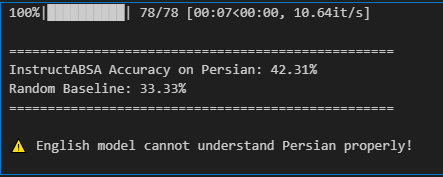 100%|██████████| 78/78 [00:07<00:00, 10.64it/s]
==================================================
InstructABSA Accuracy on Persian: 42.31%
Random Baseline: 33.33%
==================================================
⚠️ English model cannot understand Persian properly!